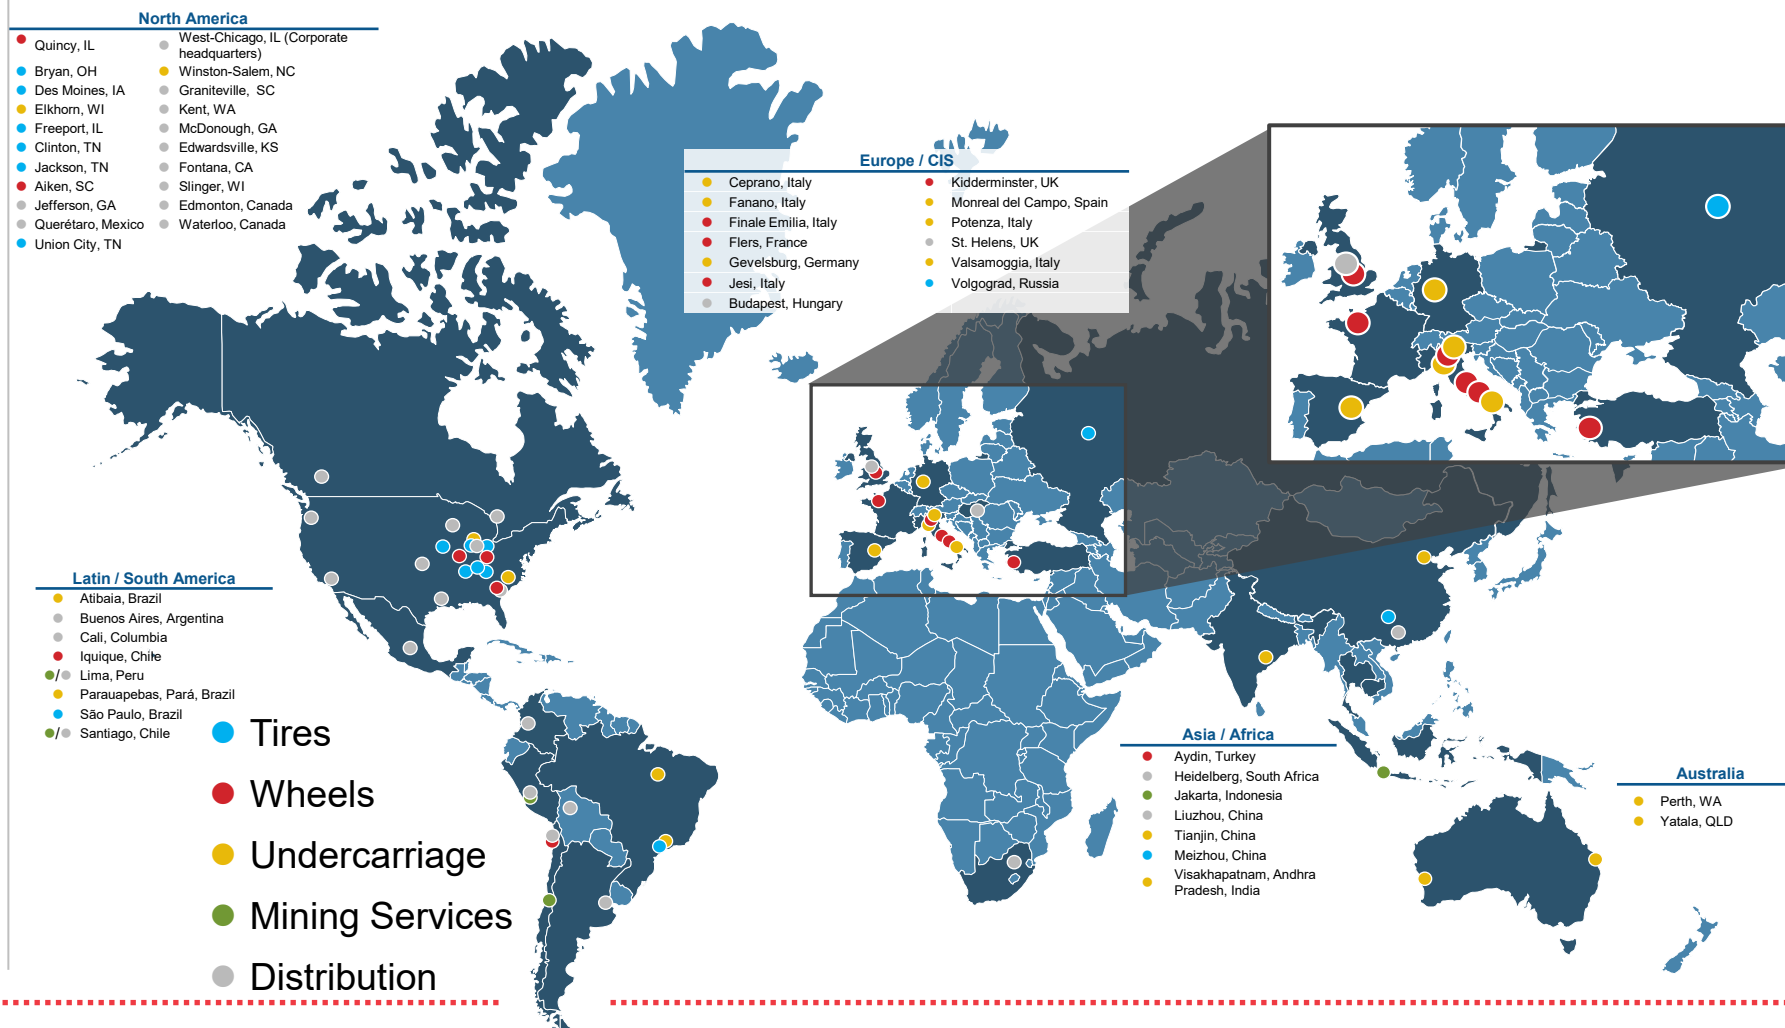 North America
Quincy, IL
Bryan, OH
Des Moines, IA
Elkhorn, WI
Freeport, IL
Clinton, TN
Jackson, TN
Aiken, SC
Jefferson, GA
Querétaro, Mexico
Union City, TN
West-Chicago, IL (Corporate
headquarters)
Winston-Salem, NC
Graniteville, SC
Kent, WA
McDonough, GA
Edwardsville, KS
Fontana, CA
Slinger, WI
Edmonton, Canada
Waterloo, Canada
Europe / CIS
Ceprano, Italy
Fanano, Italy
Finale Emilia, Italy
Flers, France
Gevelsburg, Germany
Jesi, Italy
Budapest, Hungary
Kidderminster, UK
Monreal del Campo, Spain
Potenza, Italy
St. Helens, UK
Valsamoggia, Italy
Volgograd, Russia
Latin / South America
Atibaia, Brazil
Buenos Aires, Argentina
Cali, Columbia
Iquique, Chile
/ Lima, Peru
Parauapebas, Pará, Brazil
São Paulo, Brazil
/ Santiago, Chile
Tires
Wheels
Undercarriage
Mining Services
Distribution
Asia / Africa
Aydin, Turkey
Heidelberg, South Africa
Jakarta, Indonesia
Liuzhou, China
Tianjin, China
Meizhou, China
Visakhapatnam, Andhra
Pradesh, India
Australia
Perth, WA
Yatala, QLD